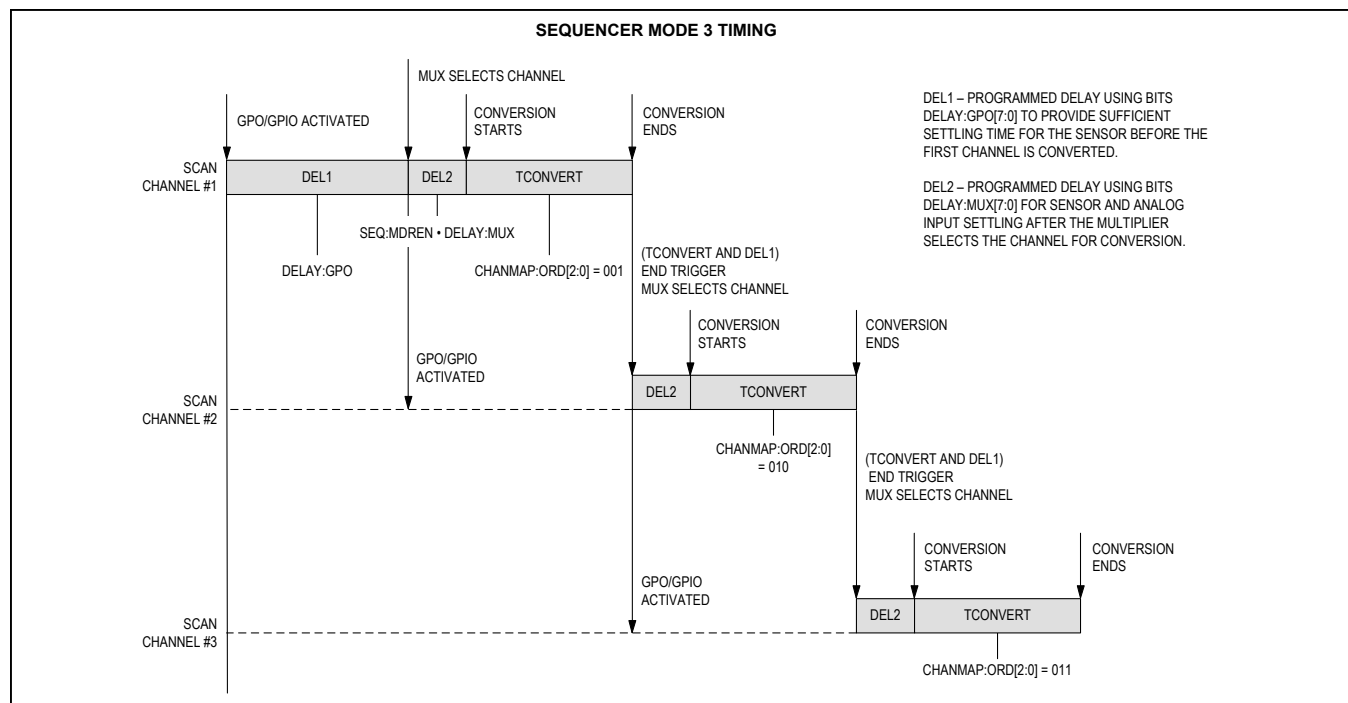 SEQUENCER MODE 3 TIMING
MUX SELECTS CHANNEL
GPO/GPIO ACTIVATED
CONVERSION
STARTS
CONVERSION
ENDS
SCAN
CHANNEL #1
DEL1
DEL2
TCONVERT
SEQ:MDREN • DELAY:MUX
DELAY:GPO
CHANMAP:ORD[2:0] = 001
DEL1 – PROGRAMMED DELAY USING BITS
DELAY:GPO[7:0] TO PROVIDE SUFFICIENT
SETTLING TIME FOR THE SENSOR BEFORE THE
FIRST CHANNEL IS CONVERTED.
DEL2 – PROGRAMMED DELAY USING BITS
DELAY:MUX[7:0] FOR SENSOR AND ANALOG
INPUT SETTLING AFTER THE MULTIPLIER
SELECTS THE CHANNEL FOR CONVERSION.
(TCONVERT AND DEL1)
END TRIGGER
MUX SELECTS CHANNEL
CONVERSION
STARTS
CONVERSION
ENDS
GPO/GPIO
ACTIVATED
SCAN
CHANNEL #2
DEL2
TCONVERT
CHANMAP:ORD[2:0]
= 010
(TCONVERT AND DEL1)
END TRIGGER
MUX SELECTS CHANNEL
CONVERSION
STARTS
CONVERSION
ENDS
GPO/GPIO
ACTIVATED
SCAN
CHANNEL #3
DEL2
TCONVERT
CHANMAP:ORD[2:0] = 011